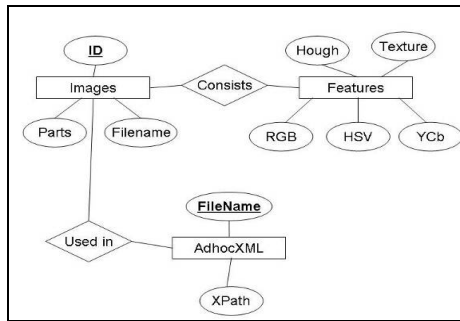 ID
Hough
Texture
Images
Consists
Features
Parts
Filename
RGB
HSV
YCb
FileName
Used in
AdhocXML
XPath